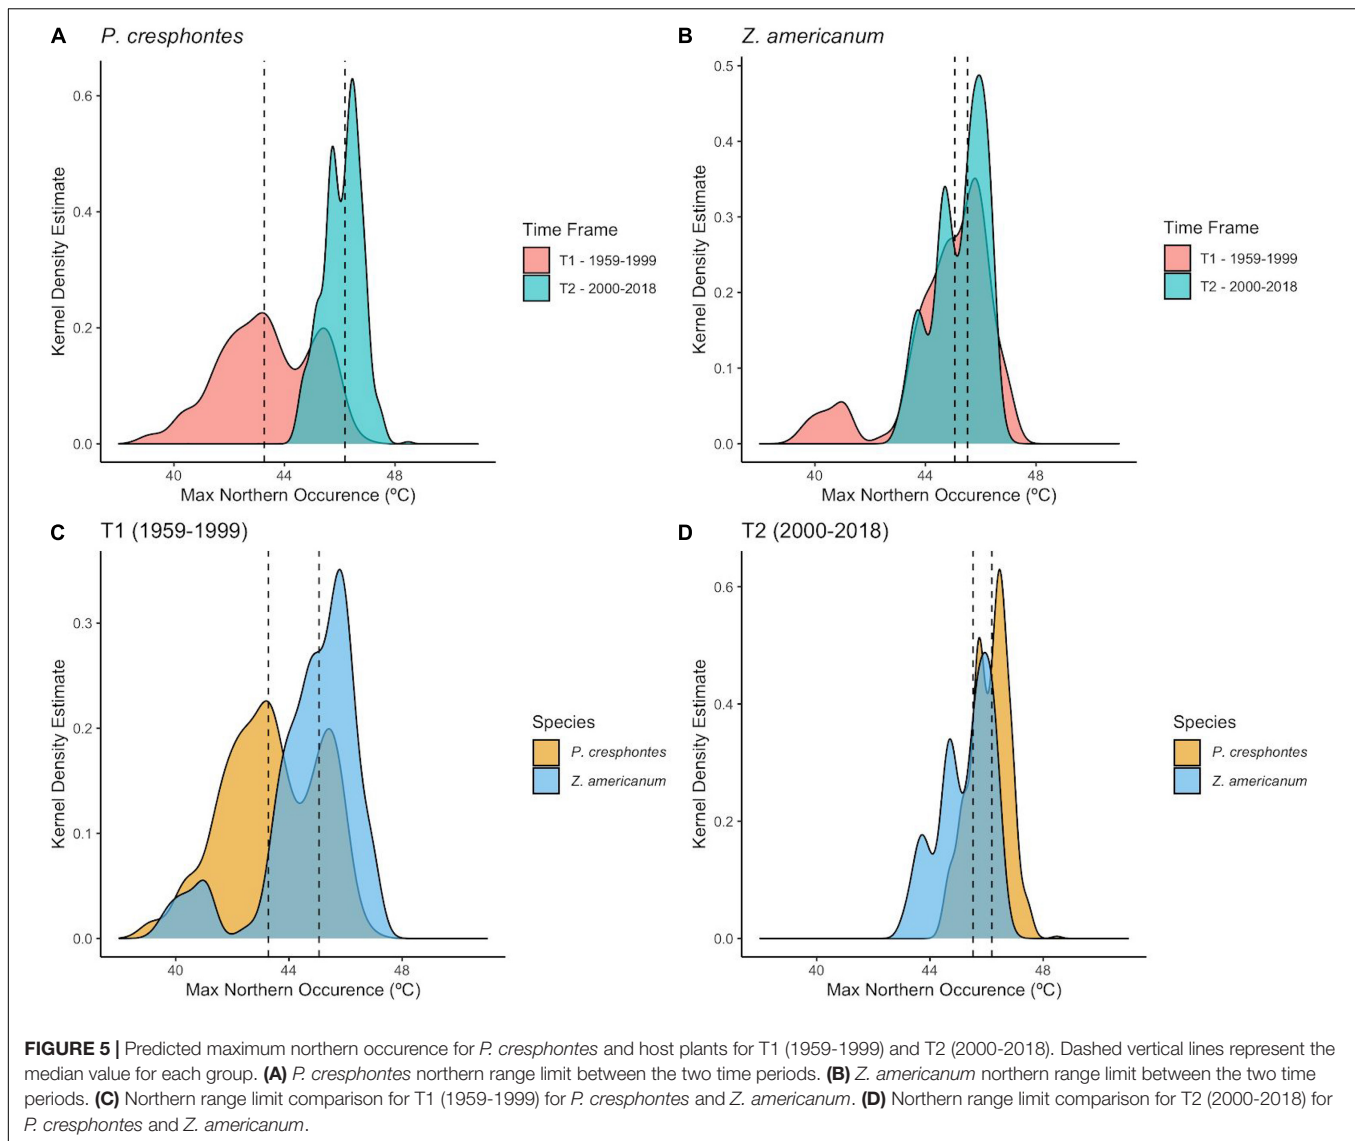 A P. cresphontes
Kernel Density Estimate
0.6
0.4
0.2
0.0
40 44 48
Max Northern Occurence (ºC)
Time Frame
T1 - 1959-1999
T2 - 2000-2018
B Z. americanum
Kernel Density Estimate
0.5
0.4
0.3
0.2
0.1
0.0
40 44 48
Max Northern Occurence (ºC)
Time Frame
T1 - 1959-1999
T2 - 2000-2018
C T1 (1959-1999)
Kernel Density Estimate
0.3
0.2
0.1
0.0
40 44 48
Max Northern Occurence (ºC)
Species
P. cresphontes
Z. americanum
D T2 (2000-2018)
Kernel Density Estimate
0.6
0.4
0.2
0.0
40 44 48
Max Northern Occurence (ºC)
Species
P. cresphontes
Z. americanum
FIGURE 5 | Predicted maximum northern occurence for P. cresphontes and host plants for T1 (1959-1999) and T2 (2000-2018). Dashed vertical lines represent the
median value for each group. (A) P. cresphontes northern range limit between the two time periods. (B) Z. americanum northern range limit between the two time
periods. (C) Northern range limit comparison for T1 (1959-1999) for P. cresphontes and Z. americanum. (D) Northern range limit comparison for T2 (2000-2018) for
P. cresphontes and Z. americanum.